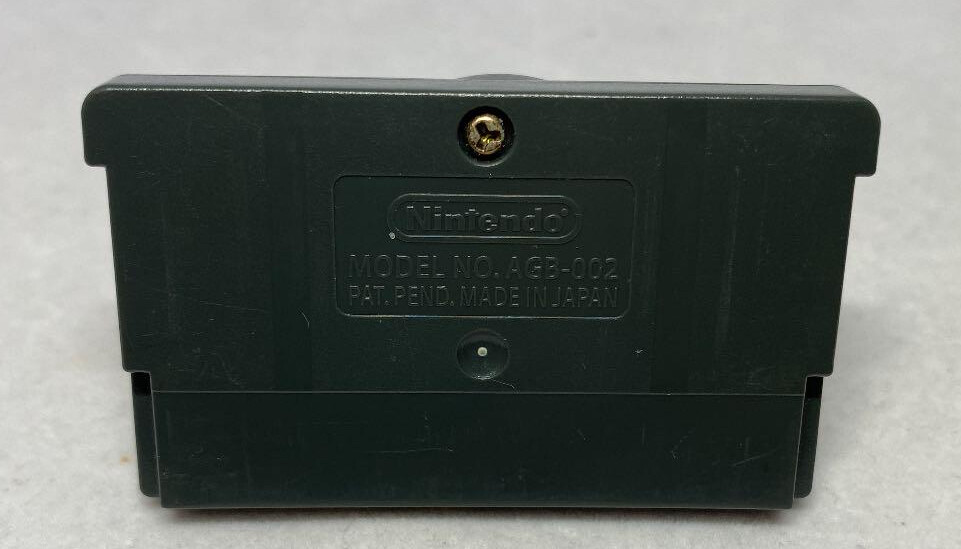 Nintendo®
MODEL NO. AGB-002
PAT. PEND. MADE IN JAPAN